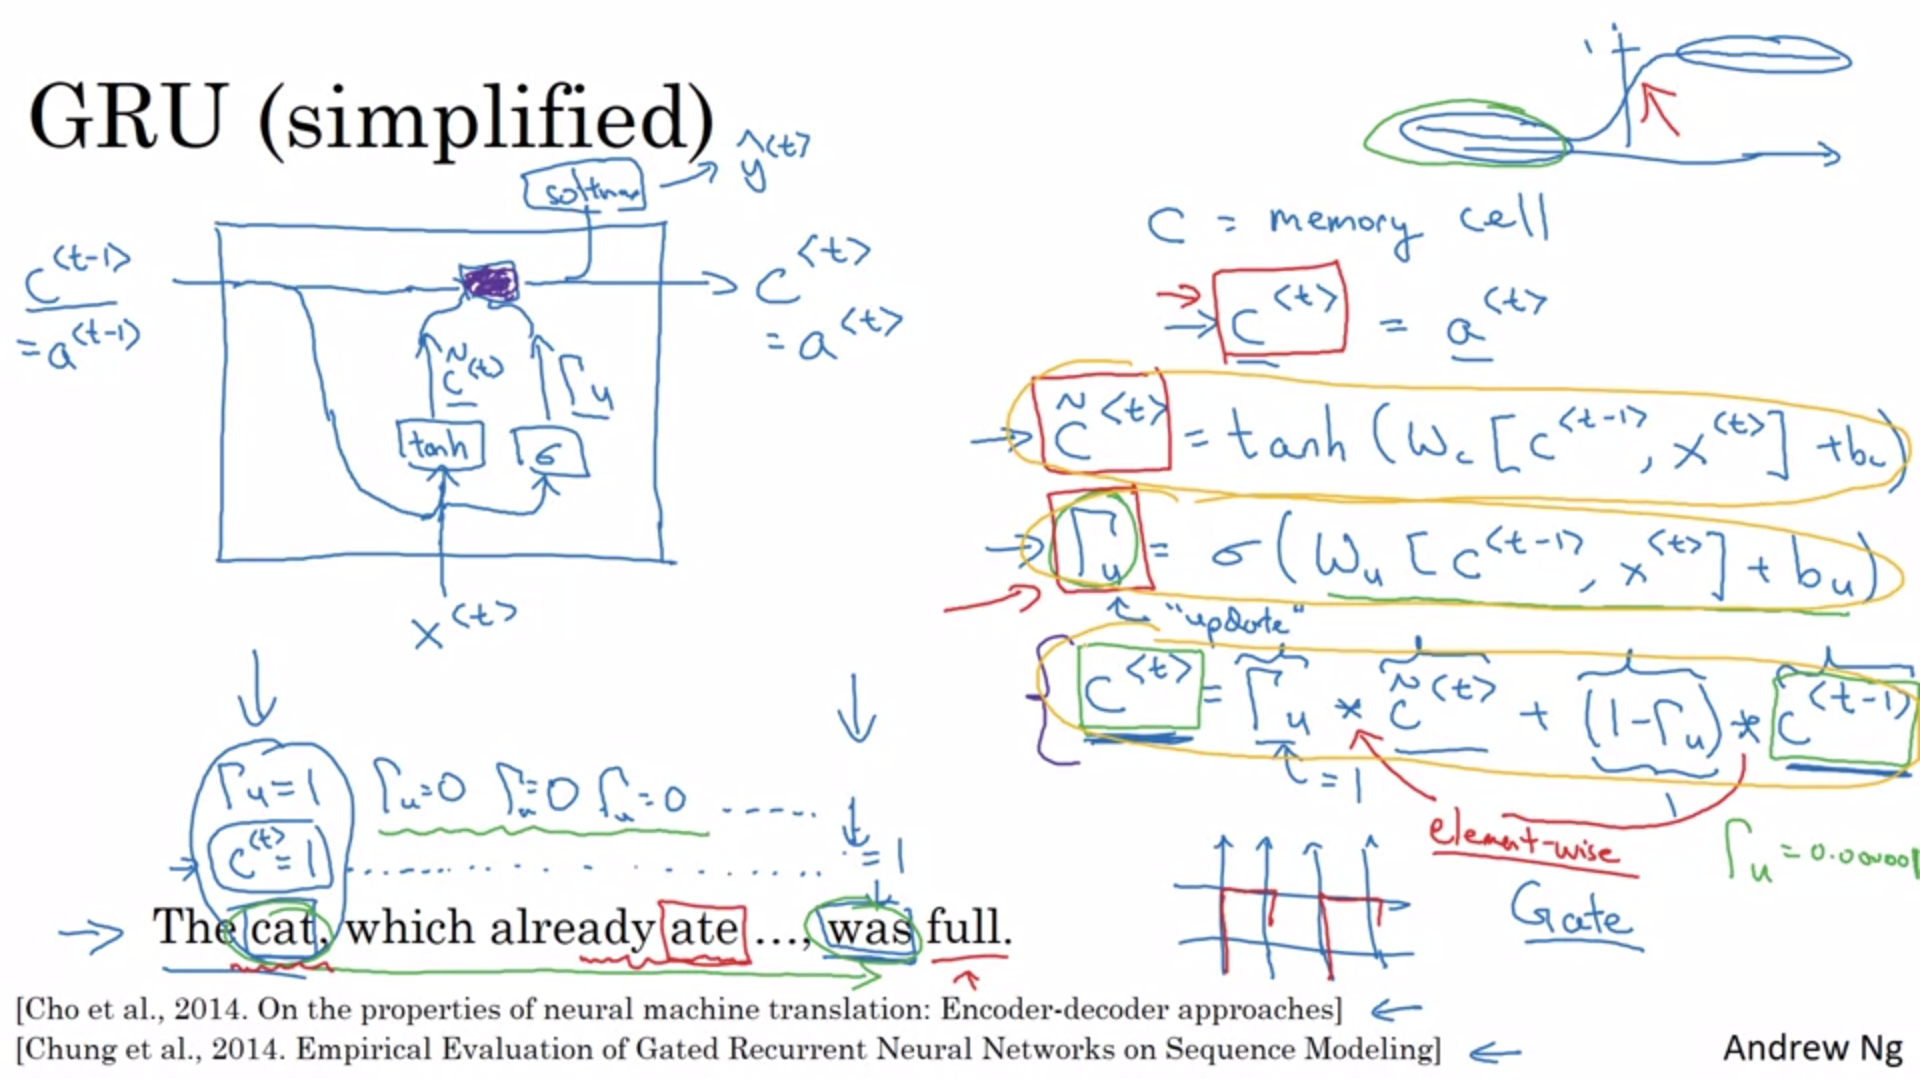 GRU (simplified)
softmax
ŷ<t>
c<t-1>
= a<t-1>
c<t>
= a<t>
c̃<t>
Γu
tanh
σ
x<t>
1
c = memory cell
c<t> = a<t>
c̃<t> = tanh (Wc [c<t-1>, x<t>] + bc)
Γu = σ (Wu [c<t-1>, x<t>] + bu)
"update"
c<t> = Γu * c̃<t> + (1-Γu) * c<t-1>
= 1
1
element-wise
Γu = 0.000001
Gate
Γu=1 Γu=0 Γu=0 Γu=0 .....
c<t>=1 ..... =1
The cat, which already ate ..., was full.
[Cho et al., 2014. On the properties of neural machine translation: Encoder-decoder approaches]
[Chung et al., 2014. Empirical Evaluation of Gated Recurrent Neural Networks on Sequence Modeling]
Andrew Ng